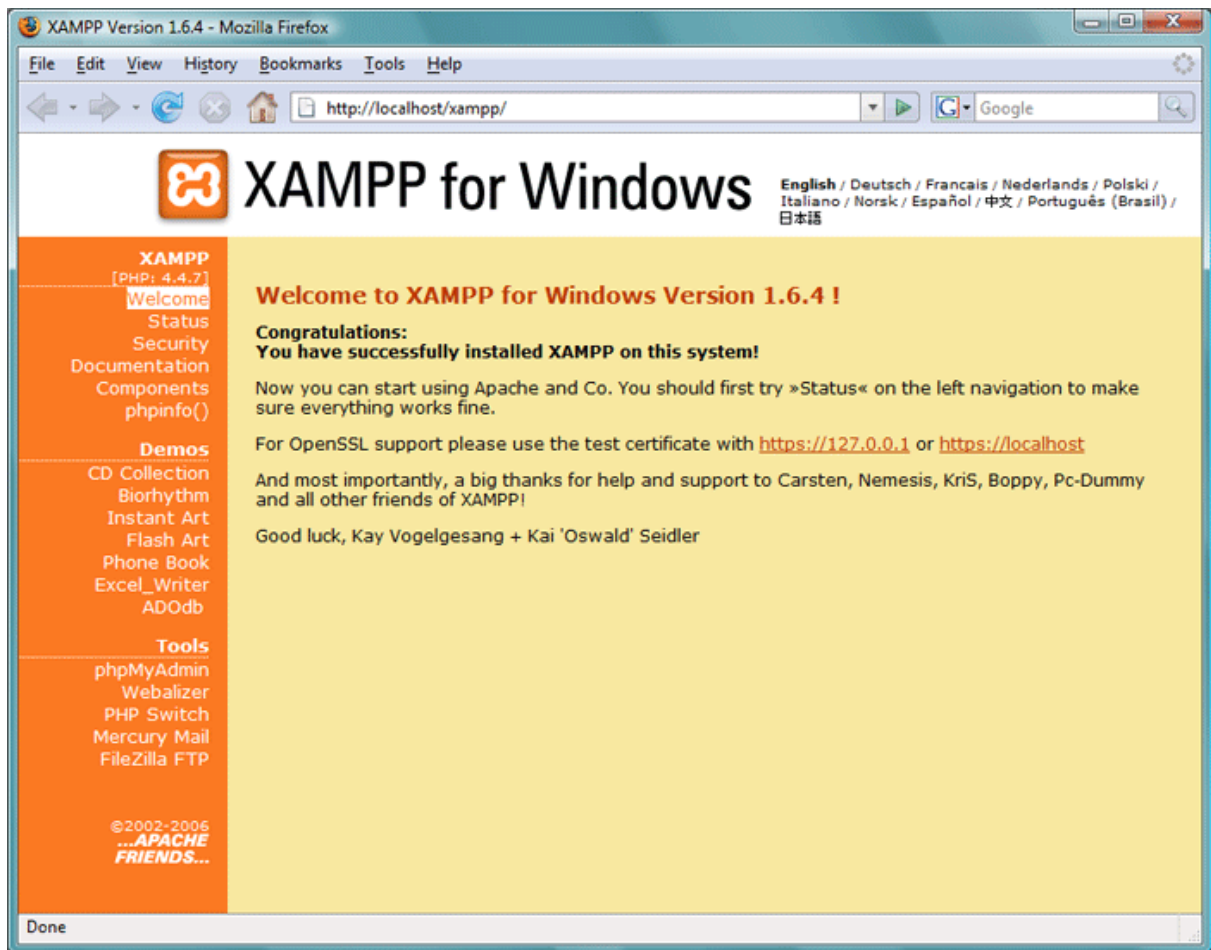 XAMPP Version 1.6.4 - Mozilla Firefox
File Edit View History Bookmarks Tools Help
http://localhost/xampp/ G Google
XAMPP for Windows
English / Deutsch / Francais / Nederlands / Polski /
Italiano / Norsk / Español / 中文 / Português (Brasil) /
日本語
XAMPP
[PHP: 4.4.7]
Welcome
Status
Security
Documentation
Components
phpinfo()
Demos
CD Collection
Biorhythm
Instant Art
Flash Art
Phone Book
Excel_Writer
ADOdb
Tools
phpMyAdmin
Webalizer
PHP Switch
Mercury Mail
FileZilla FTP
©2002-2006
...APACHE
FRIENDS...
Welcome to XAMPP for Windows Version 1.6.4 !
Congratulations:
You have successfully installed XAMPP on this system!
Now you can start using Apache and Co. You should first try »Status« on the left navigation to make
sure everything works fine.
For OpenSSL support please use the test certificate with https://127.0.0.1 or https://localhost
And most importantly, a big thanks for help and support to Carsten, Nemesis, KriS, Boppy, Pc-Dummy
and all other friends of XAMPP!
Good luck, Kay Vogelgesang + Kai 'Oswald' Seidler
Done